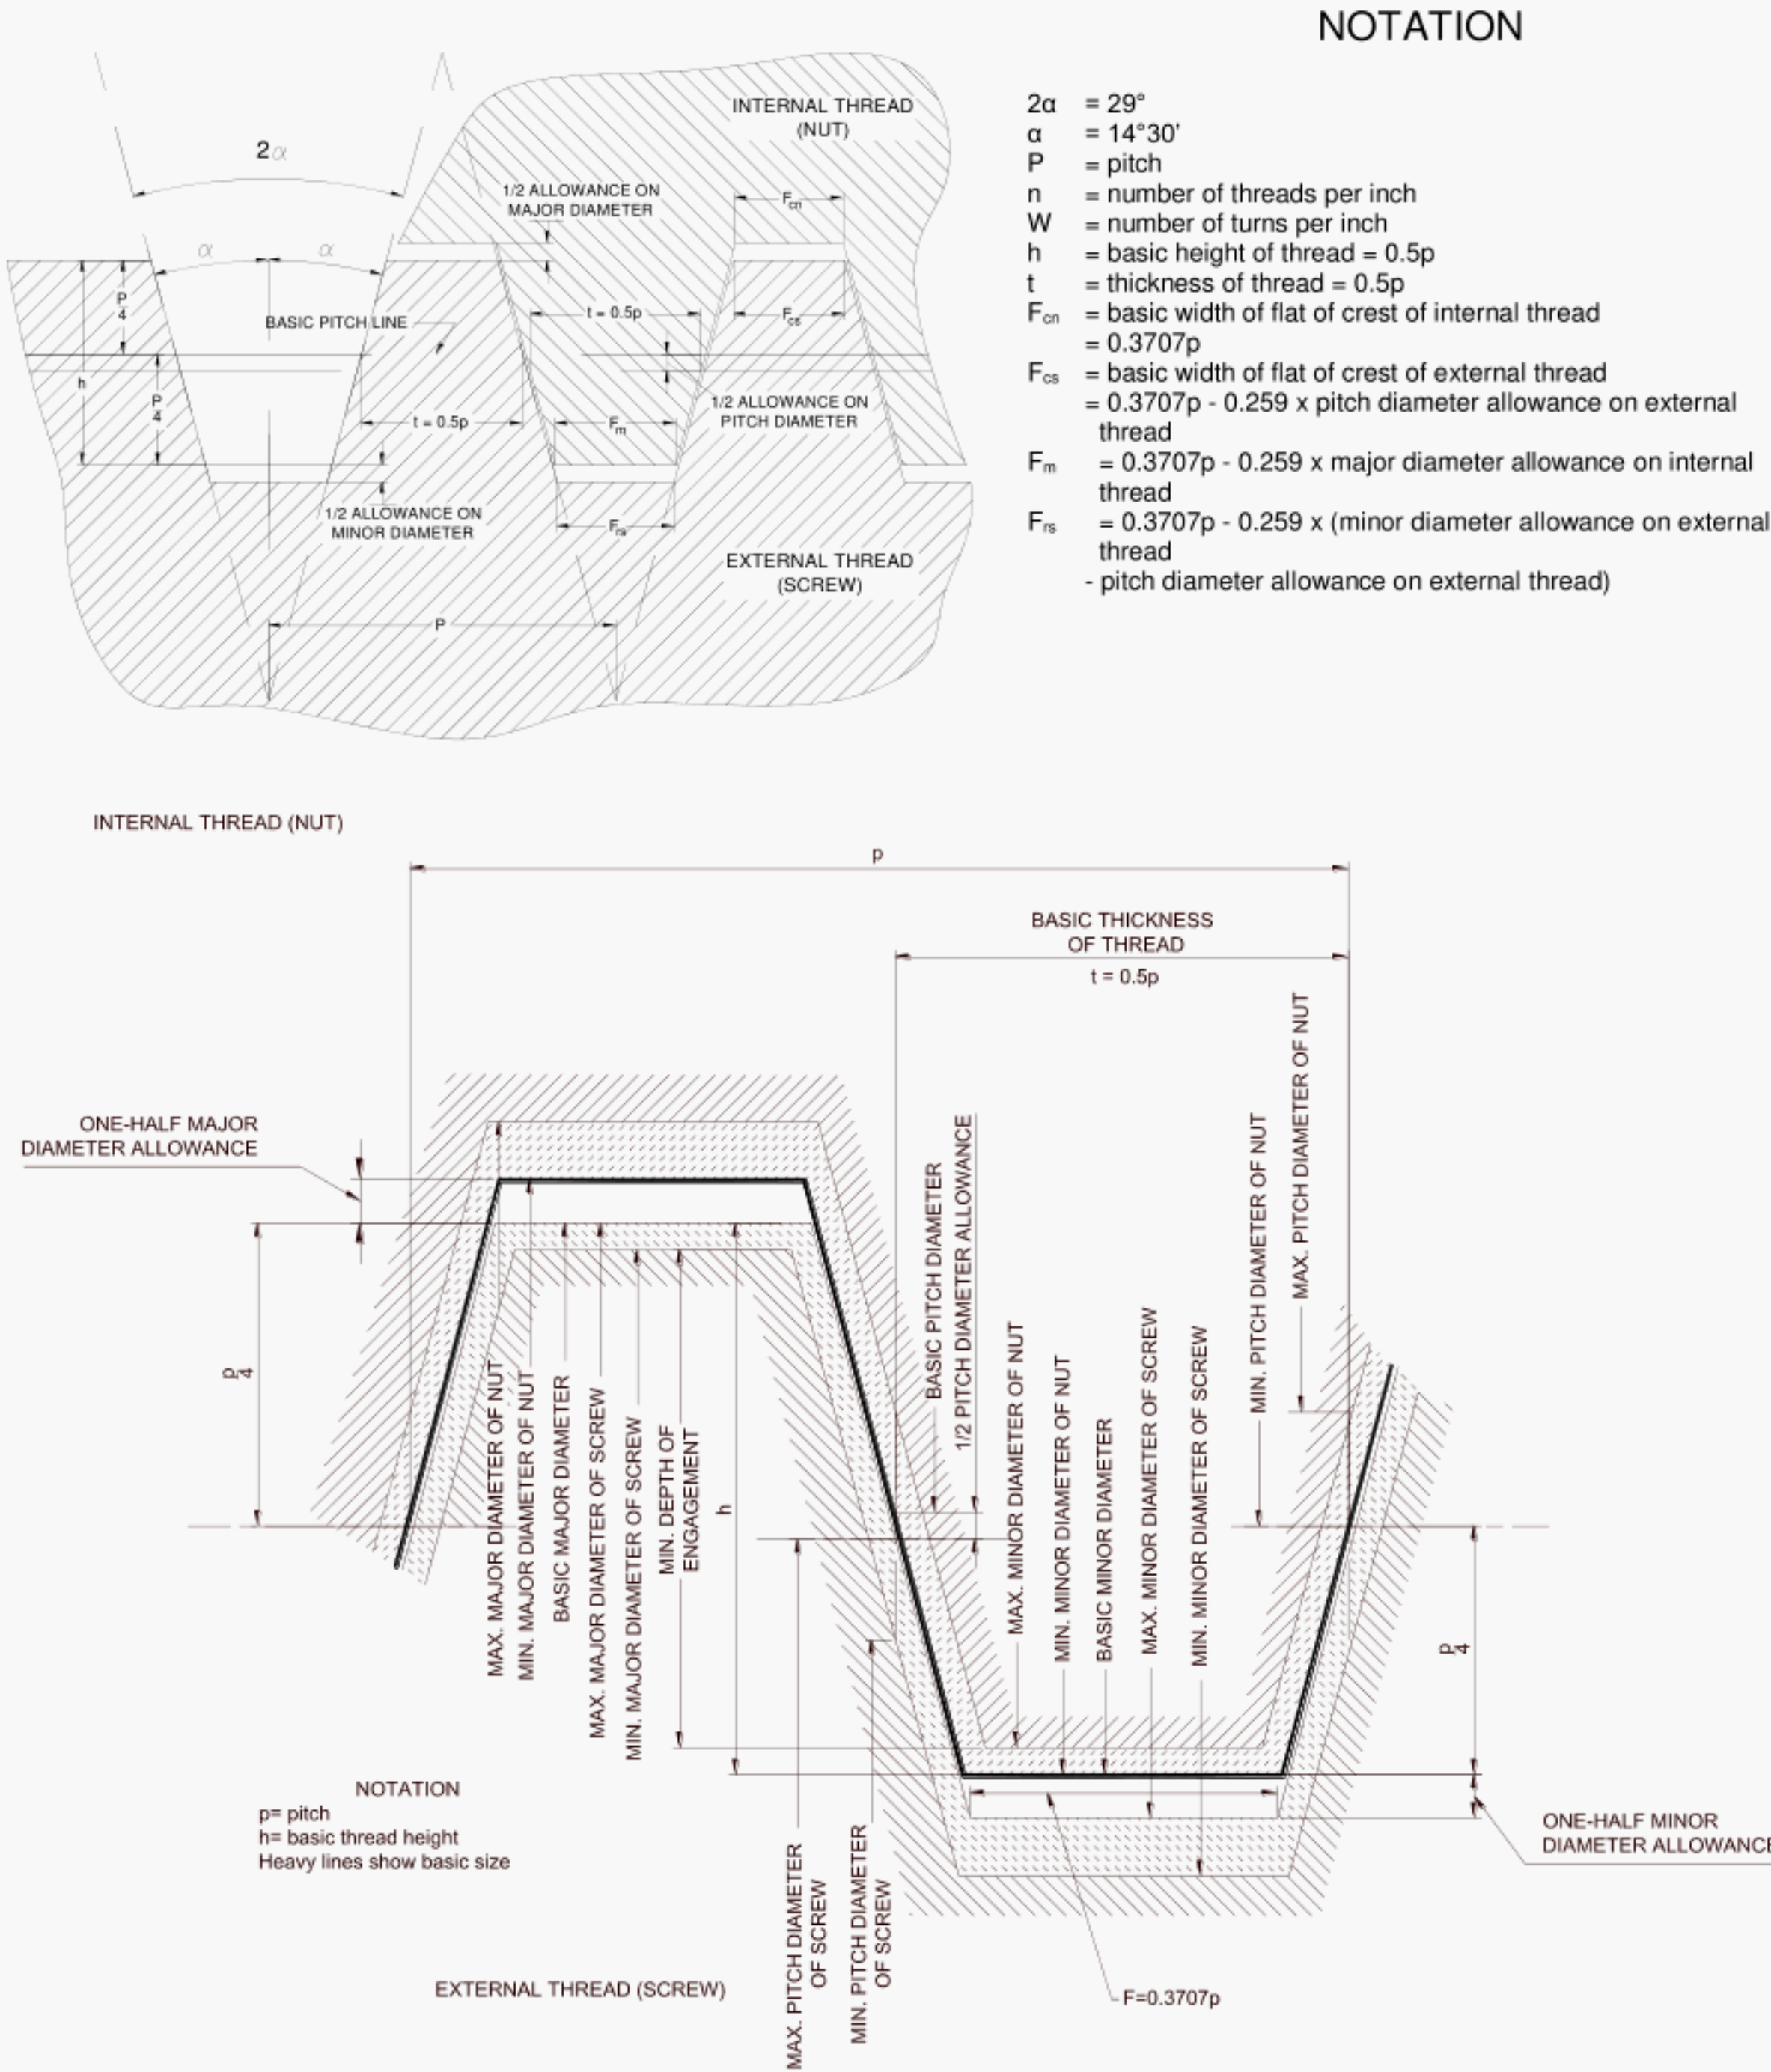 NOTATION
2α = 29°
α = 14°30'
P = pitch
n = number of threads per inch
W = number of turns per inch
h = basic height of thread = 0.5p
t = thickness of thread = 0.5p
Fcn = basic width of flat of crest of internal thread
= 0.3707p
Fcs = basic width of flat of crest of external thread
= 0.3707p - 0.259 x pitch diameter allowance on external
thread
Fm = 0.3707p - 0.259 x major diameter allowance on internal
thread
Frs = 0.3707p - 0.259 x (minor diameter allowance on external
thread
- pitch diameter allowance on external thread)
INTERNAL THREAD
(NUT)
2α
1/2 ALLOWANCE ON
MAJOR DIAMETER
Fcn
α
α
P
4
BASIC PITCH LINE
t = 0.5p
Fcs
h
P
4
t = 0.5p
Fm
1/2 ALLOWANCE ON
PITCH DIAMETER
1/2 ALLOWANCE ON
MINOR DIAMETER
Frs
EXTERNAL THREAD
(SCREW)
P
INTERNAL THREAD (NUT)
p
BASIC THICKNESS
OF THREAD
t = 0.5p
ONE-HALF MAJOR
DIAMETER ALLOWANCE
p
4
MAX. MAJOR DIAMETER OF NUT
MIN. MAJOR DIAMETER OF NUT
BASIC MAJOR DIAMETER
MAX. MAJOR DIAMETER OF SCREW
MIN. MAJOR DIAMETER OF SCREW
MIN. DEPTH OF
ENGAGEMENT
h
BASIC PITCH DIAMETER
1/2 PITCH DIAMETER ALLOWANCE
MAX. MINOR DIAMETER OF NUT
MIN. MINOR DIAMETER OF NUT
BASIC MINOR DIAMETER
MAX. MINOR DIAMETER OF SCREW
MIN. MINOR DIAMETER OF SCREW
MIN. PITCH DIAMETER OF NUT
MAX. PITCH DIAMETER OF NUT
p
4
MAX. PITCH DIAMETER
OF SCREW
MIN. PITCH DIAMETER
OF SCREW
ONE-HALF MINOR
DIAMETER ALLOWANCE
NOTATION
p= pitch
h= basic thread height
Heavy lines show basic size
EXTERNAL THREAD (SCREW)
F=0.3707p